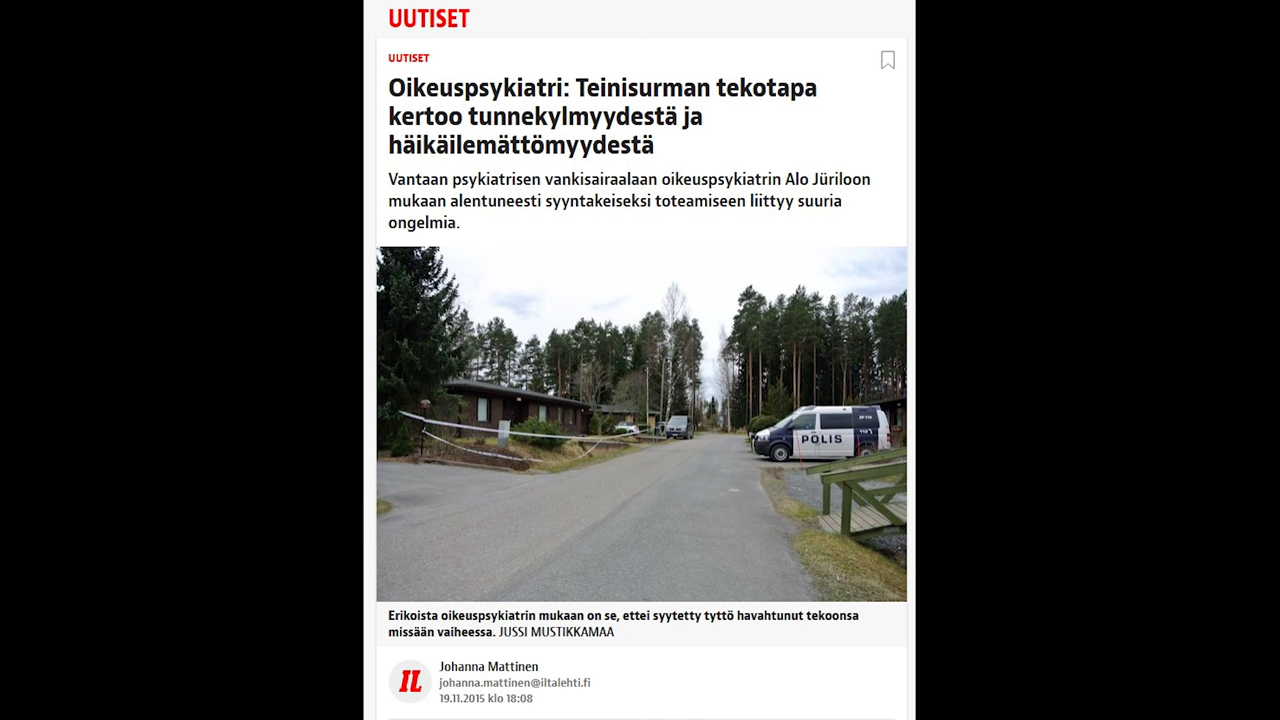 UUTISET
UUTISET
Oikeuspsykiatri: Teinisurman tekotapa
kertoo tunnekylmyydestä ja
häikäilemättömyydestä
Vantaan psykiatrisen vankisairaalaan oikeuspsykiatrin Alo Jüriloon
mukaan alentuneesti syyntakeiseksi toteamiseen liittyy suuria
ongelmia.
POLIS
Erikoista oikeuspsykiatrin mukaan on se, ettei syytetty tyttö havahtunut tekoonsa
missään vaiheessa. JUSSI MUSTIKKAMAA
IL
Johanna Mattinen
johanna.mattinen@iltalehti.fi
19.11.2015 klo 18:08